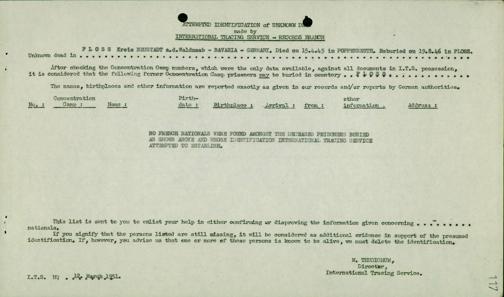 ATTEMPTED IDENTIFICATION of UNKNOWN
made by
INTERNATIONAL TRACING SERVICE - RECORDS BRANCH
Unknown dead in .. F L O S S Kreis NEUSTADT a.d.Waldnaab - BAVARIA - GERMANY. Died on 15.4.45 in Reburied on 19.8.46 in FLOSS.
After checking the Concentration Camp numbers, which were the only data available, against all documents in I.T.S. possession,
it is considered that the following former Concentration Camp prisoners may be buried in cemetery . . F L O S S . . . . . .
The names, birthplaces and other information are reported exactly as given in our records and/or reports by German authorities.
Concentration Birth- other
No. : Camp : Name : date : Birthplace : Arrival : from : information . Address :
NO FRENCH NATIONALS WERE FOUND AMONGST THE DECEASED PRISONERS BURIED
AS SHOWN ABOVE AND WHOSE IDENTIFICATION INTERNATIONAL TRACING SERVICE
ATTEMPTED TO ESTABLISH.
This list is sent to you to enlist your help in either confirming or disproving the information given concerning . . . . . . . .
nationals.
If you signify that the persons listed are still missing, it will be considered as additional evidence in support of the presumed
identification. If, however, you advise us that one or more of these persons is known to be alive, we must delete the identification.
Director,
International Tracing Service.
I.T.S. 12. March 1951.
117